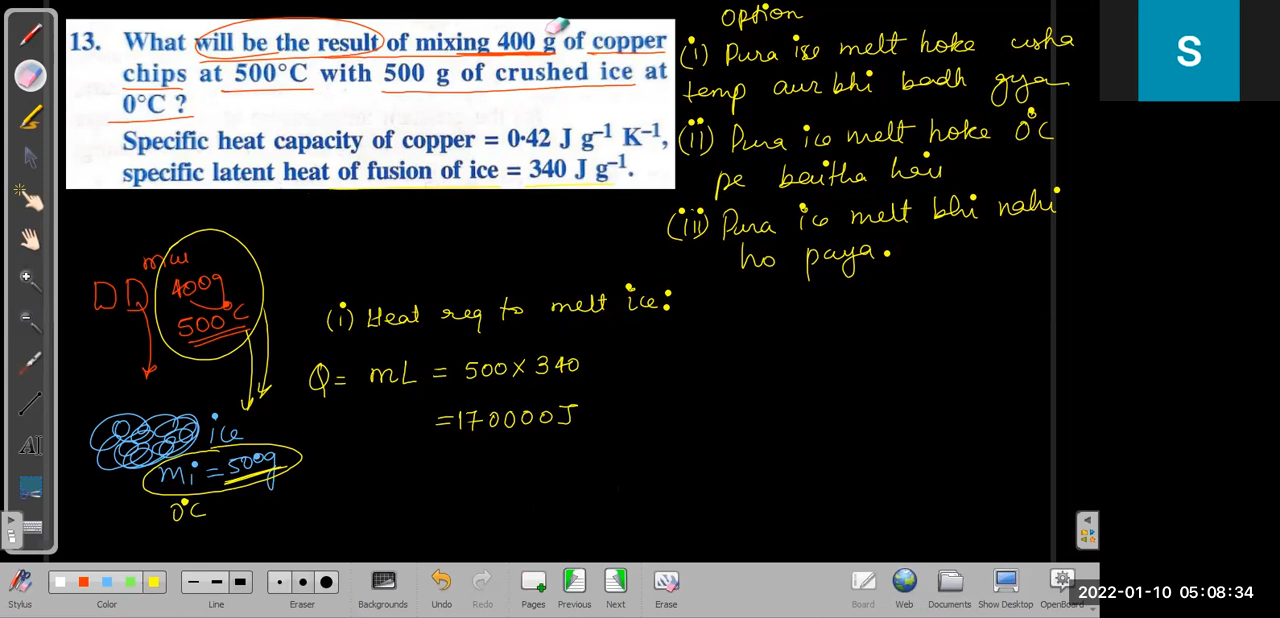 13. What will be the result of mixing 400 g of copper
chips at 500°C with 500 g of crushed ice at
0°C ?
Specific heat capacity of copper = 0·42 J g⁻¹ K⁻¹,
specific latent heat of fusion of ice = 340 J g⁻¹.
option
(i) Pura ise melt hoke uska
temp aur bhi badh gya
(ii) Pura ice melt hoke 0°C
pe baitha hai
(iii) Pura ice melt bhi nahi
ho paya.
400g
500°C
ice
mi = 500g
0°C
(i) Heat req to melt ice:
Q = mL = 500 × 340
= 170000J
S
Stylus
Color
Line
Eraser
Backgrounds
Undo
Redo
Pages
Previous
Next
Erase
Board
Web
Documents
Show Desktop
OpenBoard
2022-01-10 05:08:34